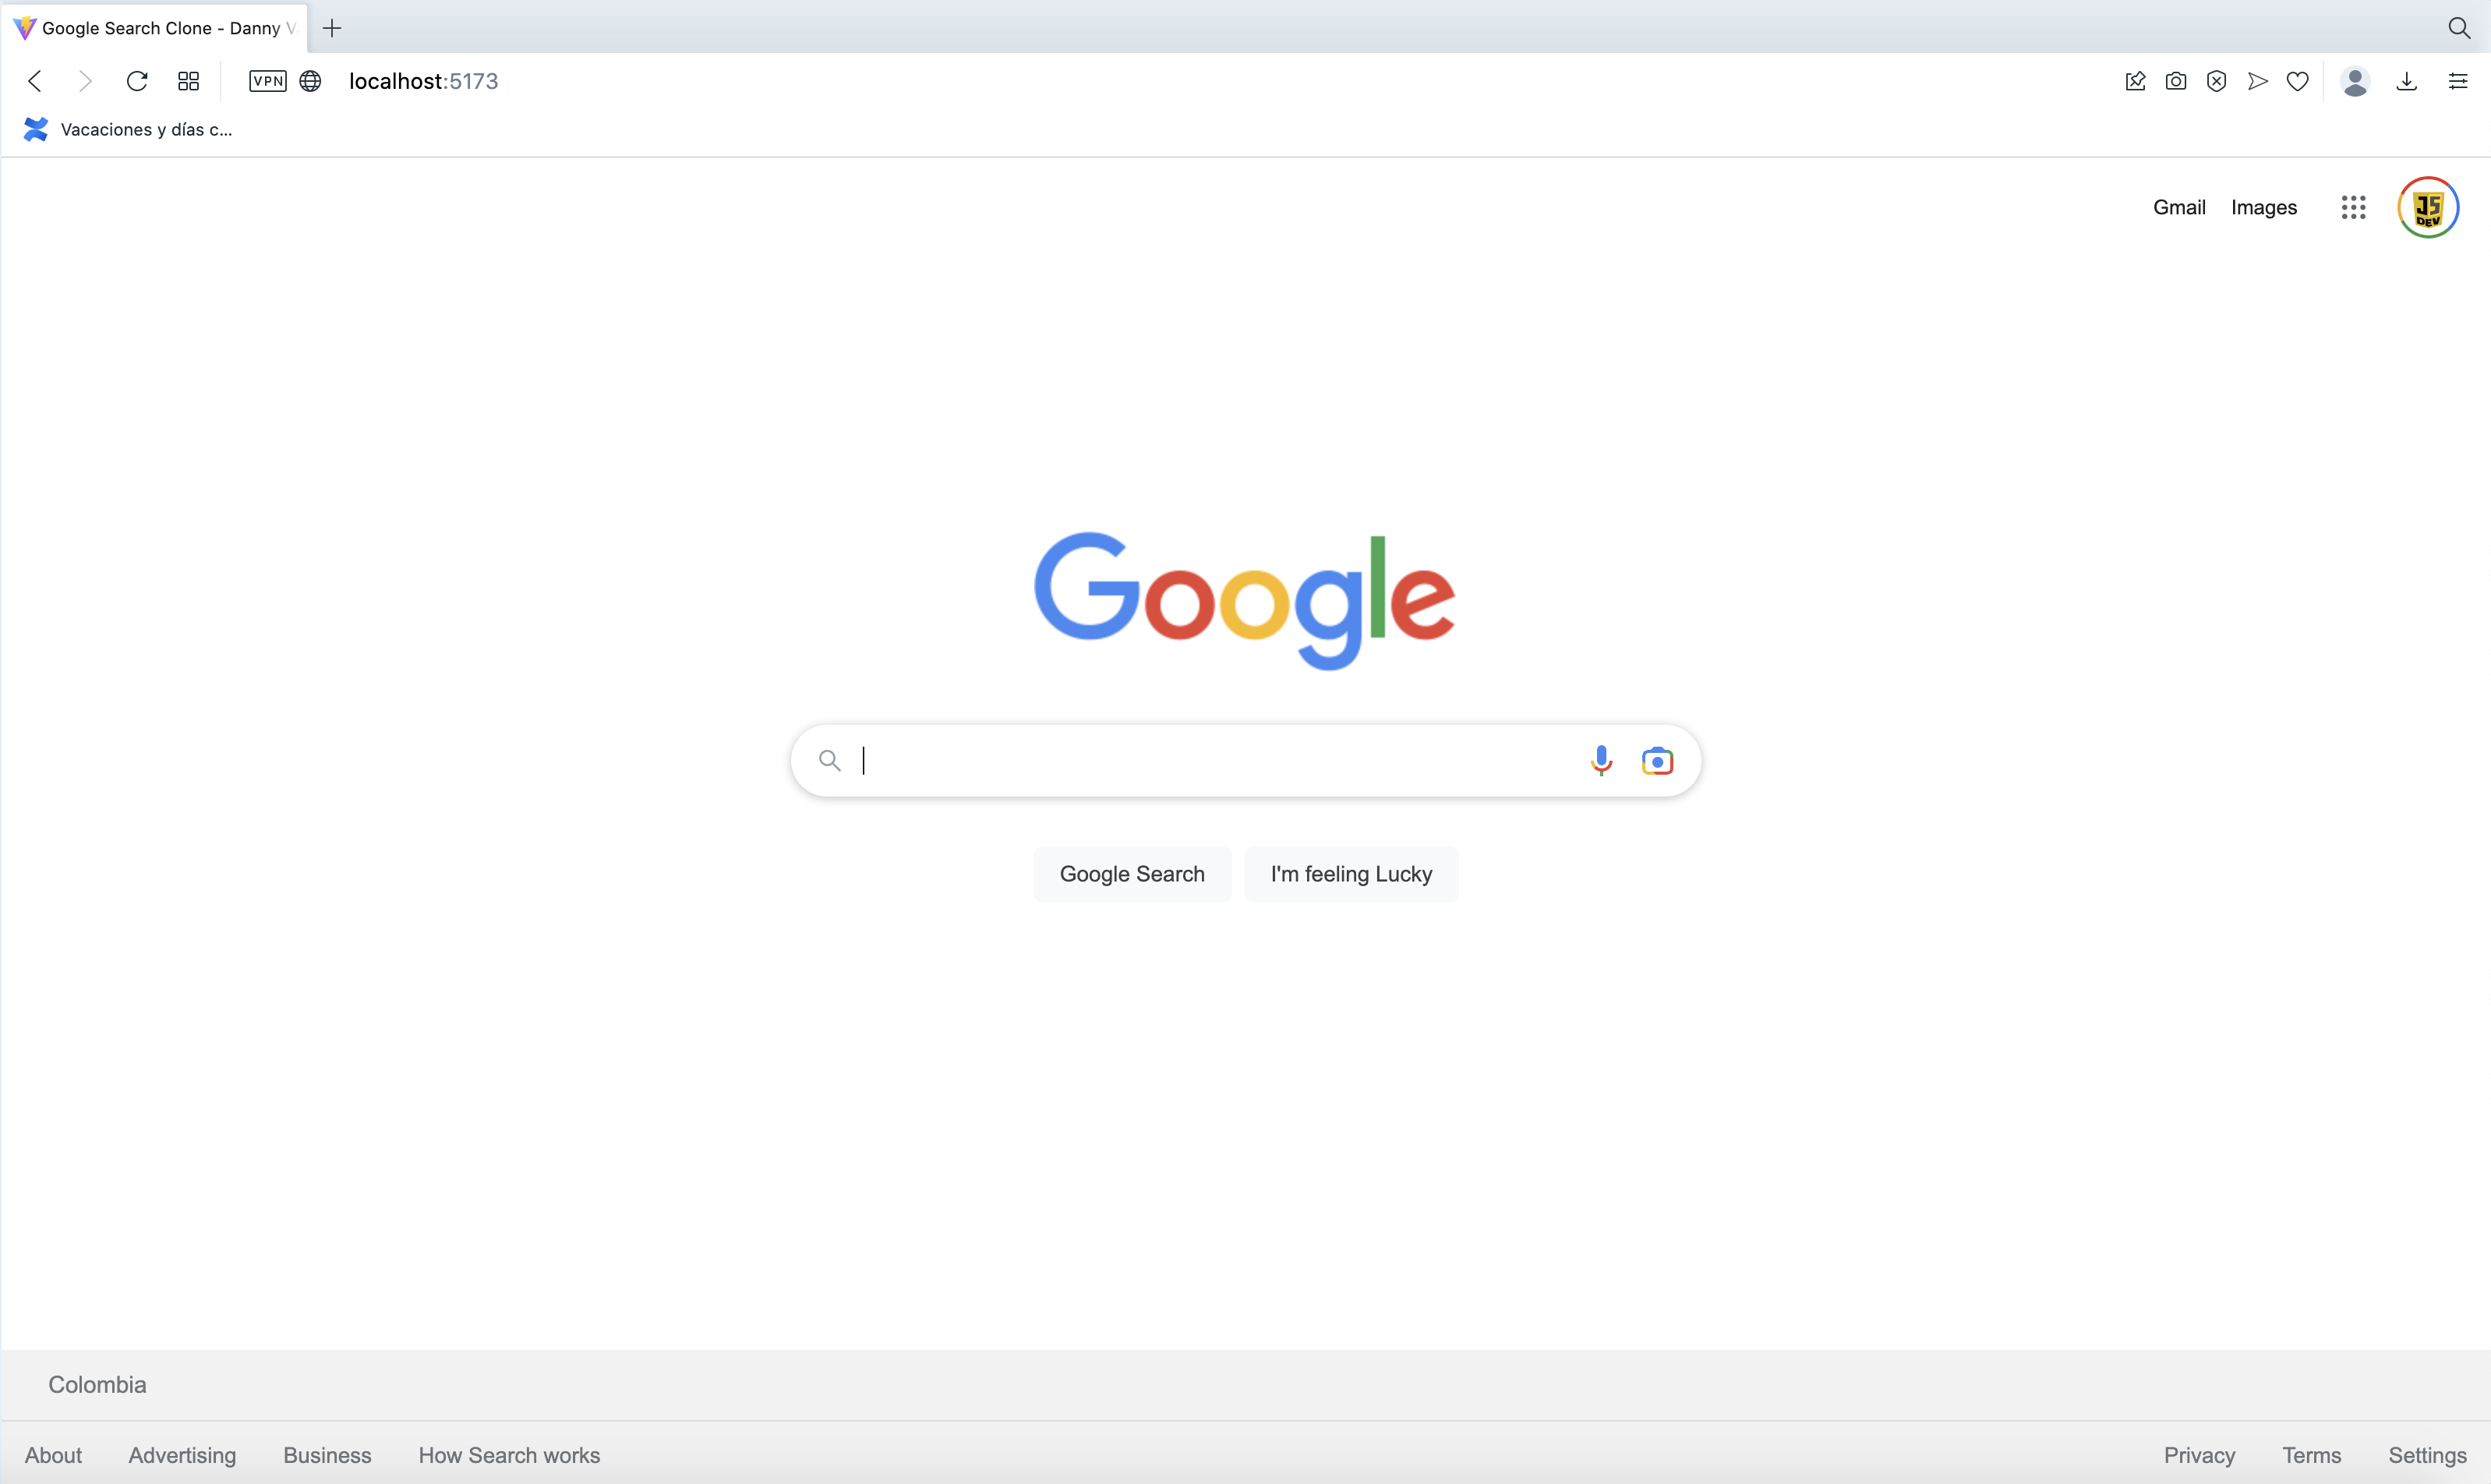 Google Search Clone - Danny V
VPN localhost:5173
Vacaciones y días c...
Gmail Images
JS
DEV
Google
Google Search I'm feeling Lucky
Colombia
About Advertising Business How Search works Privacy Terms Settings